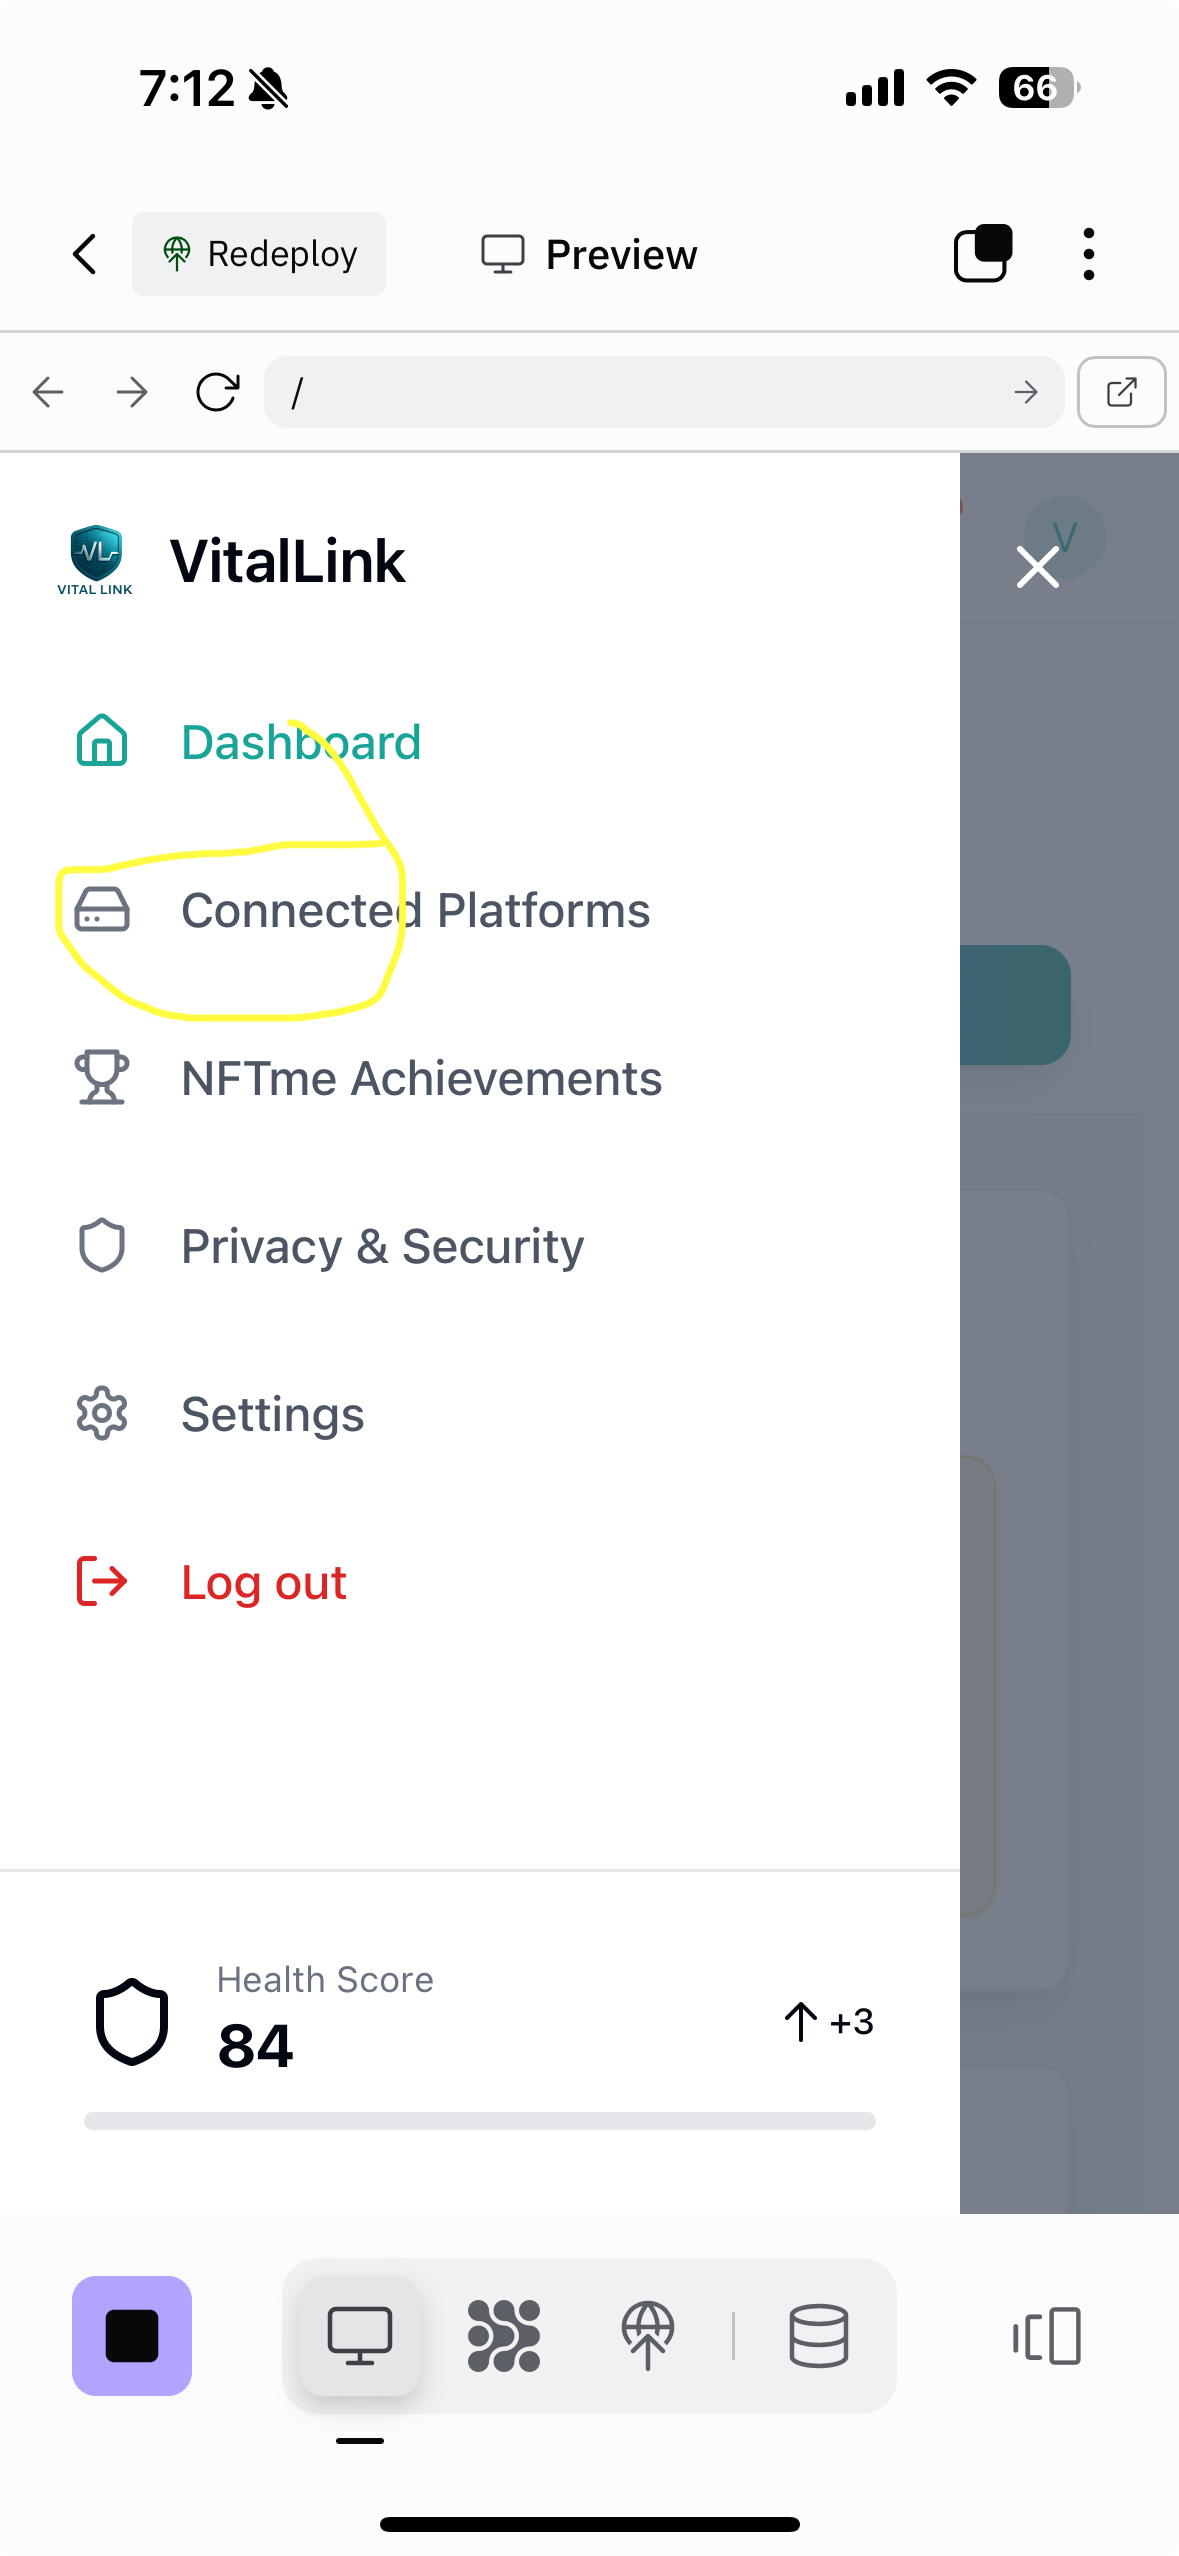 7:12
66
Redeploy
Preview
/
VL
VITAL LINK
VitalLink
V
Dashboard
Connected Platforms
NFTme Achievements
Privacy & Security
Settings
Log out
Health Score
84
+3